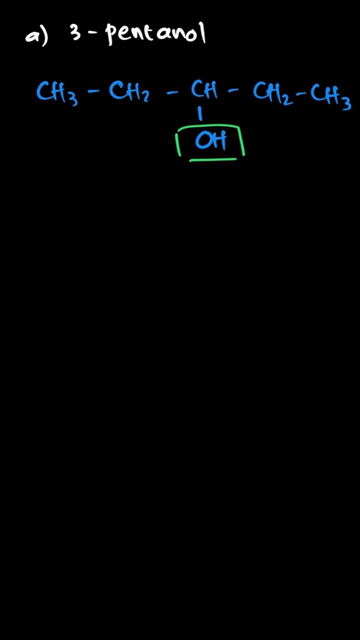 a) 3 - pentanol
CH₃ - CH₂ - CH - CH₂ - CH₃
OH